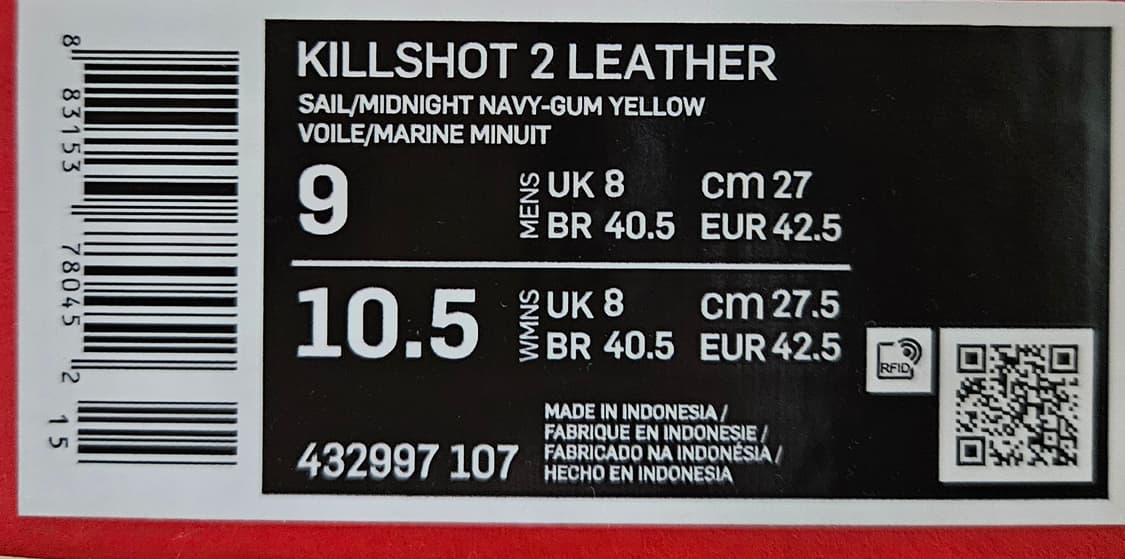 8 83153 78045 2 15
KILLSHOT 2 LEATHER
SAIL/MIDNIGHT NAVY-GUM YELLOW
VOILE/MARINE MINUIT
9 MENS UK 8 cm 27
BR 40.5 EUR 42.5
10.5 WMNS UK 8 cm 27.5
BR 40.5 EUR 42.5
RFID
432997 107
MADE IN INDONESIA /
FABRIQUE EN INDONESIE /
FABRICADO NA INDONÉSIA /
HECHO EN INDONESIA